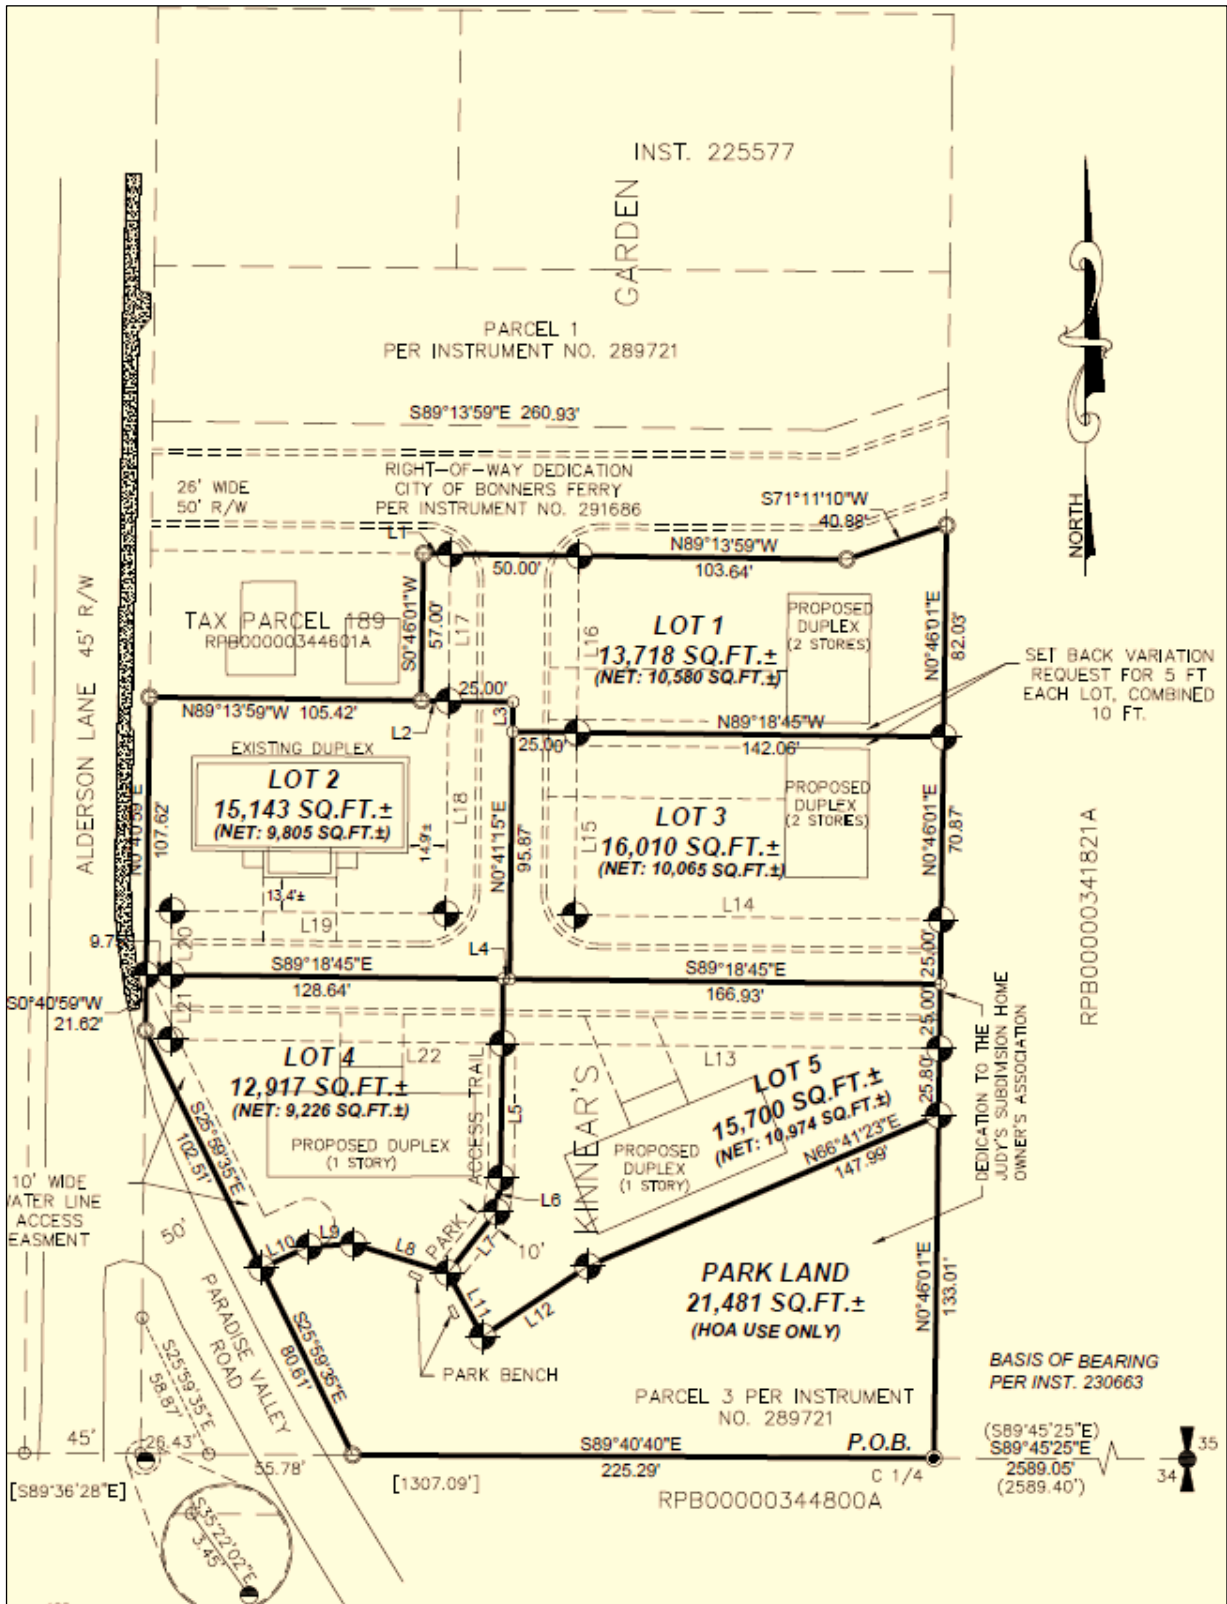 INST. 225577
GARDEN
PARCEL 1
PER INSTRUMENT NO. 289721
S89°13'59"E 260.93'
RIGHT-OF-WAY DEDICATION
CITY OF BONNERS FERRY
PER INSTRUMENT NO. 291686
26' WIDE
50' R/W
S71°11'10"W
40.88'
NORTH
L1
N89°13'59"W
50.00'
103.64'
TAX PARCEL 189
RPB00000344601A
S0°46'01"W
57.00'
L17
L16
LOT 1
13,718 SQ.FT.±
(NET: 10,580 SQ.FT.±)
PROPOSED
DUPLEX
(2 STORIES)
N0°46'01"E
82.03'
SET BACK VARIATION
REQUEST FOR 5 FT
EACH LOT, COMBINED
10 FT.
ALDERSON LANE 45' R/W
25.00'
N89°13'59"W 105.42'
L2
L3
25.00'
N89°18'45"W
142.06'
EXISTING DUPLEX
LOT 2
15,143 SQ.FT.±
(NET: 9,805 SQ.FT.±)
N0°40'59"E
107.62'
L18
14.9'±
13.4'±
N0°41'15"E
95.87'
L15
LOT 3
16,010 SQ.FT.±
(NET: 10,065 SQ.FT.±)
PROPOSED
DUPLEX
(2 STORIES)
N0°46'01"E
70.87'
RPB00000341821A
L14
L19
L20
9.7
L4
S89°18'45"E
128.64'
S89°18'45"E
166.93'
25.00'
25.00'
S0°40'59"W
21.62'
L21
LOT 4
12,917 SQ.FT.±
(NET: 9,226 SQ.FT.±)
L22
PROPOSED DUPLEX
(1 STORY)
PARK ACCESS TRAIL
L5
KINNEAR'S
L13
LOT 5
15,700 SQ.FT.±
(NET: 10,974 SQ.FT.±)
PROPOSED
DUPLEX
(1 STORY)
N66°41'23"E
147.99'
25.80'
DEDICATION TO THE
JUDY'S SUBDIVISION HOME
OWNER'S ASSOCIATION
S25°59'35"E
102.51'
10' WIDE
ATER LINE
ACCESS
EASMENT
L6
L7
10'
L8
L9
L10
L11
L12
50'
PARADISE VALLEY
ROAD
PARK BENCH
PARK LAND
21,481 SQ.FT.±
(HOA USE ONLY)
N0°46'01"E
133.01'
S25°59'35"E
80.61'
S25°59'35"E
58.87'
PARCEL 3 PER INSTRUMENT
NO. 289721
BASIS OF BEARING
PER INST. 230663
45'
26.43'
55.78'
S89°40'40"E
225.29'
P.O.B.
C 1/4
(S89°45'25"E)
S89°45'25"E
2589.05'
(2589.40')
35
34
[S89°36'28"E]
[1307.09']
RPB00000344800A
S35°22'02"E
3.45'